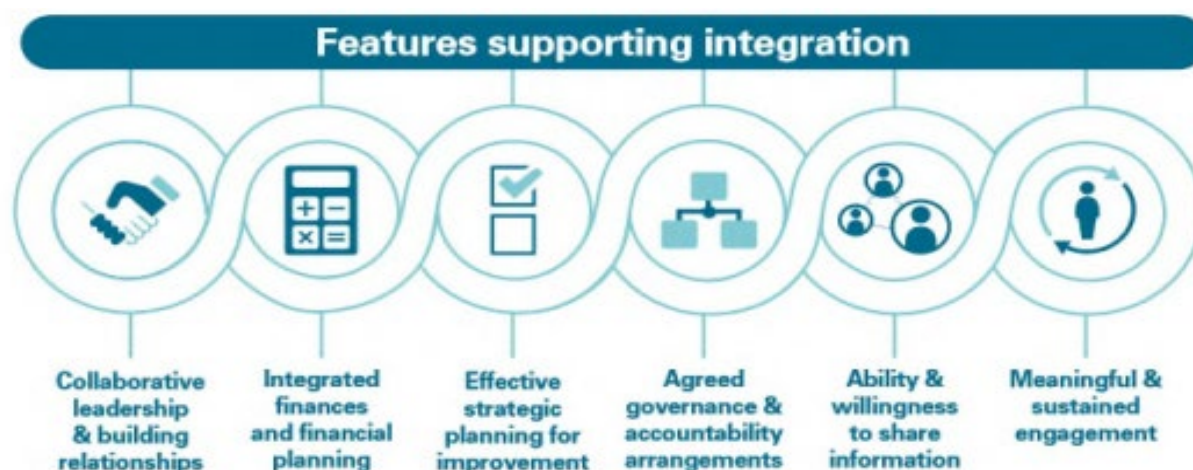 Features supporting integration
Collaborative
leadership
& building
relationships
Integrated
finances
and financial
planning
Effective
strategic
planning for
improvement
Agreed
governance &
accountability
arrangements
Ability &
willingness
to share
information
Meaningful &
sustained
engagement